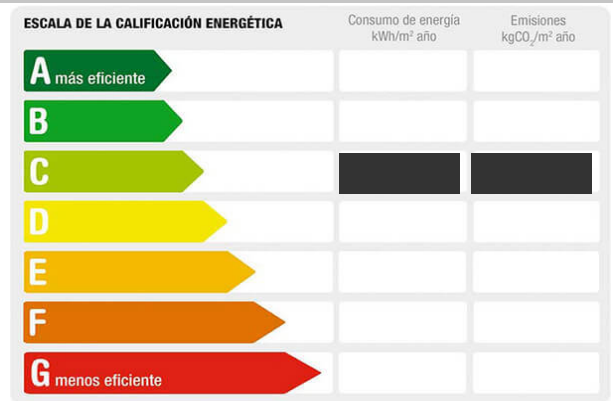 ESCALA DE LA CALIFICACIÓN ENERGÉTICA
Consumo de energía
kWh/m² año
Emisiones
kgCO₂/m² año
A más eficiente
B
C
D
E
F
G menos eficiente